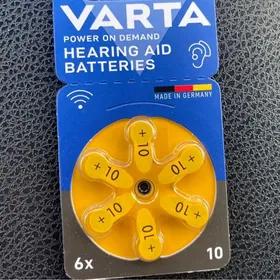 VARTA
POWER ON DEMAND
HEARING AID
BATTERIES
MADE IN GERMANY
+ 10
+ 10
+ 10
+ 10
+ 10
+ 10
6x
10